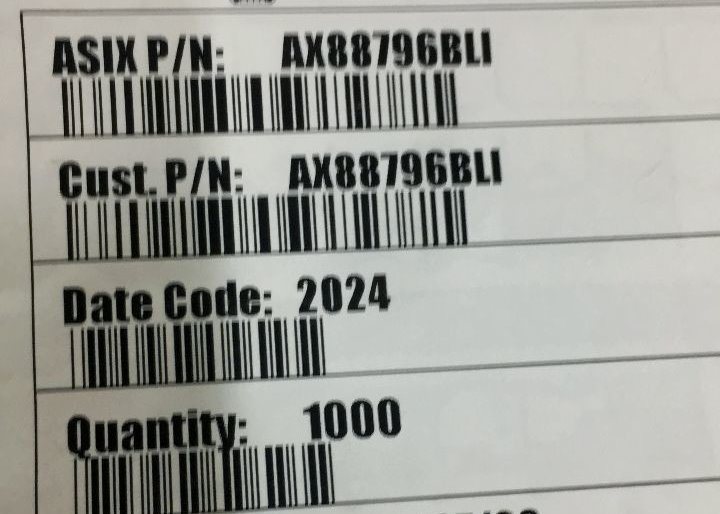 ASIX P/N: AX88796BLI
Cust. P/N: AX88796BLI
Date Code: 2024
Quantity: 1000